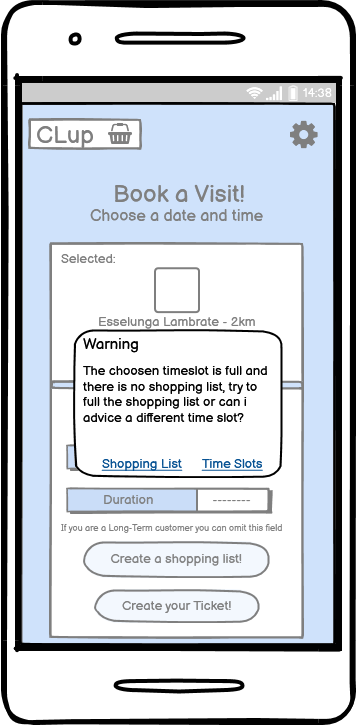 14:38
CLup
Book a Visit!
Choose a date and time
Selected:
Esselunga Lambrate - 2km
Warning
The choosen timeslot is full and
there is no shopping list, try to
full the shopping list or can i
advice a different time slot?
Shopping List Time Slots
Duration --------
If you are a Long-Term customer you can omit this field
Create a shopping list!
Create your Ticket!